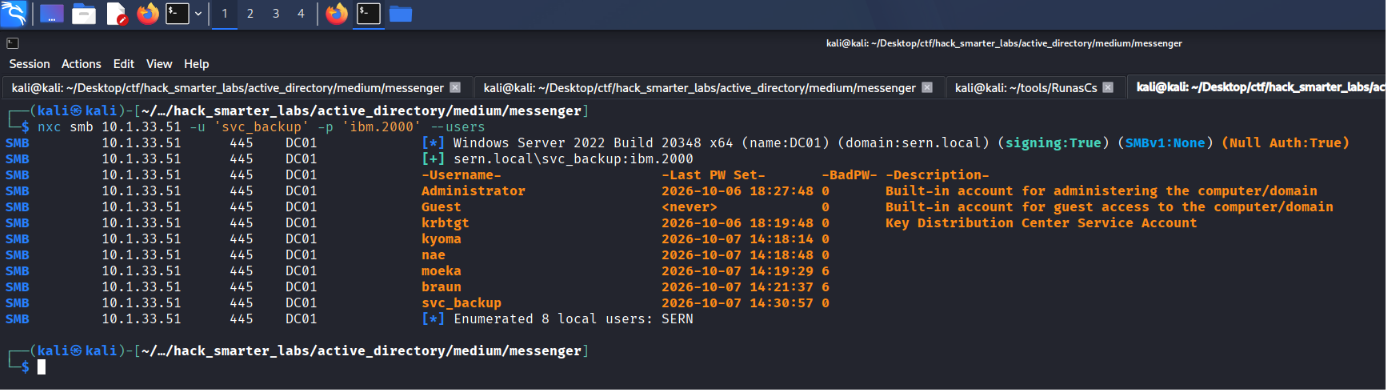 1 2 3 4
kali@kali: ~/Desktop/ctf/hack_smarter_labs/active_directory/medium/messenger
Session Actions Edit View Help
kali@kali: ~/Desktop/ctf/hack_smarter_labs/active_directory/medium/messenger kali@kali: ~/Desktop/ctf/hack_smarter_labs/active_directory/medium/messenger kali@kali: ~/tools/RunasCs kali@kali: ~/Desktop/ctf/hack_smarter_labs/act
┌──(kali㉿kali)-[~/…/hack_smarter_labs/active_directory/medium/messenger]
└─$ nxc smb 10.1.33.51 -u 'svc_backup' -p 'ibm.2000' --users
SMB 10.1.33.51 445 DC01 [*] Windows Server 2022 Build 20348 x64 (name:DC01) (domain:sern.local) (signing:True) (SMBv1:None) (Null Auth:True)
SMB 10.1.33.51 445 DC01 [+] sern.local\svc_backup:ibm.2000
SMB 10.1.33.51 445 DC01 -Username- -Last PW Set- -BadPW- -Description-
SMB 10.1.33.51 445 DC01 Administrator 2026-10-06 18:27:48 0 Built-in account for administering the computer/domain
SMB 10.1.33.51 445 DC01 Guest <never> 0 Built-in account for guest access to the computer/domain
SMB 10.1.33.51 445 DC01 krbtgt 2026-10-06 18:19:48 0 Key Distribution Center Service Account
SMB 10.1.33.51 445 DC01 kyoma 2026-10-07 14:18:14 0
SMB 10.1.33.51 445 DC01 nae 2026-10-07 14:18:48 0
SMB 10.1.33.51 445 DC01 moeka 2026-10-07 14:19:29 6
SMB 10.1.33.51 445 DC01 braun 2026-10-07 14:21:37 6
SMB 10.1.33.51 445 DC01 svc_backup 2026-10-07 14:30:57 0
SMB 10.1.33.51 445 DC01 [*] Enumerated 8 local users: SERN
┌──(kali㉿kali)-[~/…/hack_smarter_labs/active_directory/medium/messenger]
└─$